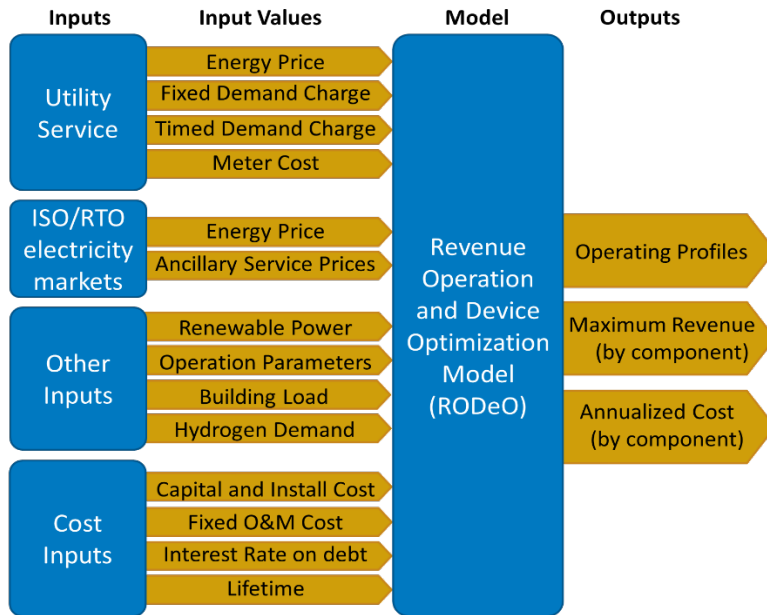 Inputs
Input Values
Model
Outputs
Utility
Service
Energy Price
Fixed Demand Charge
Timed Demand Charge
Meter Cost
ISO/RTO
electricity
markets
Energy Price
Ancillary Service Prices
Other
Inputs
Renewable Power
Operation Parameters
Building Load
Hydrogen Demand
Cost
Inputs
Capital and Install Cost
Fixed O&M Cost
Interest Rate on debt
Lifetime
Revenue
Operation
and Device
Optimization
Model
(RODeO)
Operating Profiles
Maximum Revenue
(by component)
Annualized Cost
(by component)